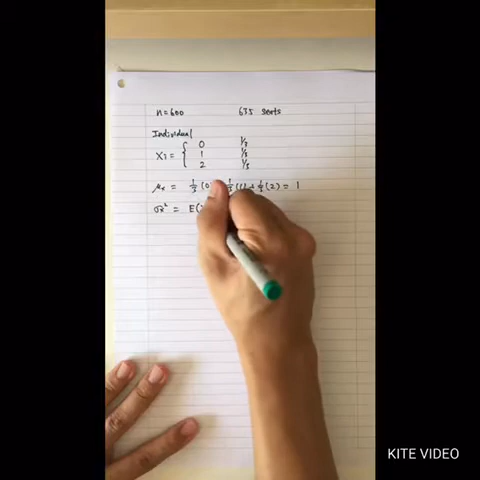 n=600 635 seats
Individual
X₁ = { 0 1/3
1 1/3
2 1/3
μx = 1/3 (0) 1/3 (1) + 1/3 (2) = 1
σx² = E(
KITE VIDEO